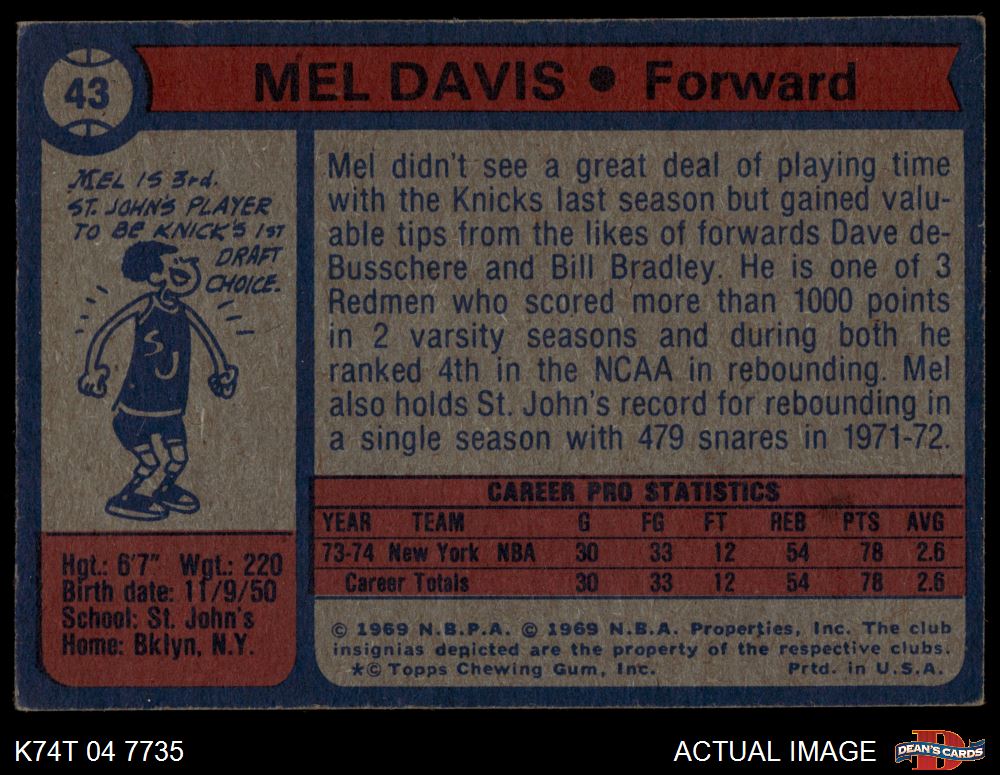 43
MEL DAVIS ● Forward
MEL IS 3rd.
ST. JOHN'S PLAYER
TO BE KNICK'S 1ST
DRAFT
CHOICE.
SJ
Hgt.: 6'7" Wgt.: 220
Birth date: 11/9/50
School: St. John's
Home: Bklyn, N.Y.
Mel didn't see a great deal of playing time
with the Knicks last season but gained valu-
able tips from the likes of forwards Dave de-
Busschere and Bill Bradley. He is one of 3
Redmen who scored more than 1000 points
in 2 varsity seasons and during both he
ranked 4th in the NCAA in rebounding. Mel
also holds St. John's record for rebounding in
a single season with 479 snares in 1971-72.
CAREER PRO STATISTICS
YEAR TEAM G FG FT REB PTS AVG
73-74 New York NBA 30 33 12 54 78 2.6
Career Totals 30 33 12 54 78 2.6
© 1969 N.B.P.A. © 1969 N.B.A. Properties, Inc. The club
insignias depicted are the property of the respective clubs.
*© Topps Chewing Gum, Inc. Prtd. in U.S.A.
K74T 04 7735
ACTUAL IMAGE
DEAN'S CARDS